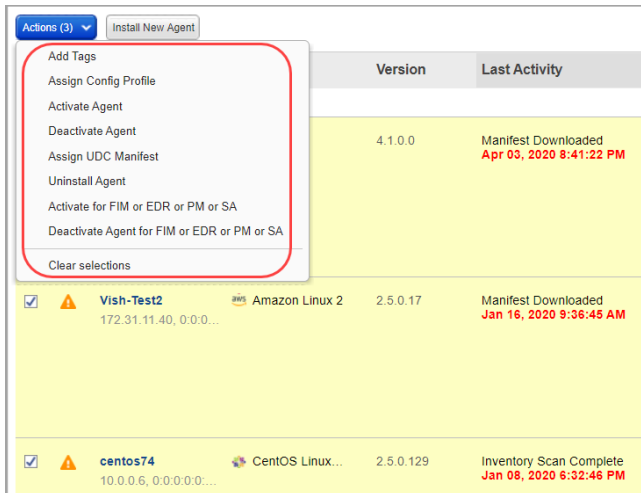 Actions (3)
Install New Agent
Add Tags
Assign Config Profile
Activate Agent
Deactivate Agent
Assign UDC Manifest
Uninstall Agent
Activate for FIM or EDR or PM or SA
Deactivate Agent for FIM or EDR or PM or SA
Clear selections
Version
Last Activity
4.1.0.0
Manifest Downloaded
Apr 03, 2020 8:41:22 PM
Vish-Test2
aws Amazon Linux 2
2.5.0.17
Manifest Downloaded
172.31.11.40, 0:0:0...
Jan 16, 2020 9:36:45 AM
centos74
CentOS Linux...
2.5.0.129
Inventory Scan Complete
10.0.0.6, 0:0:0:0:0:...
Jan 08, 2020 6:32:46 PM